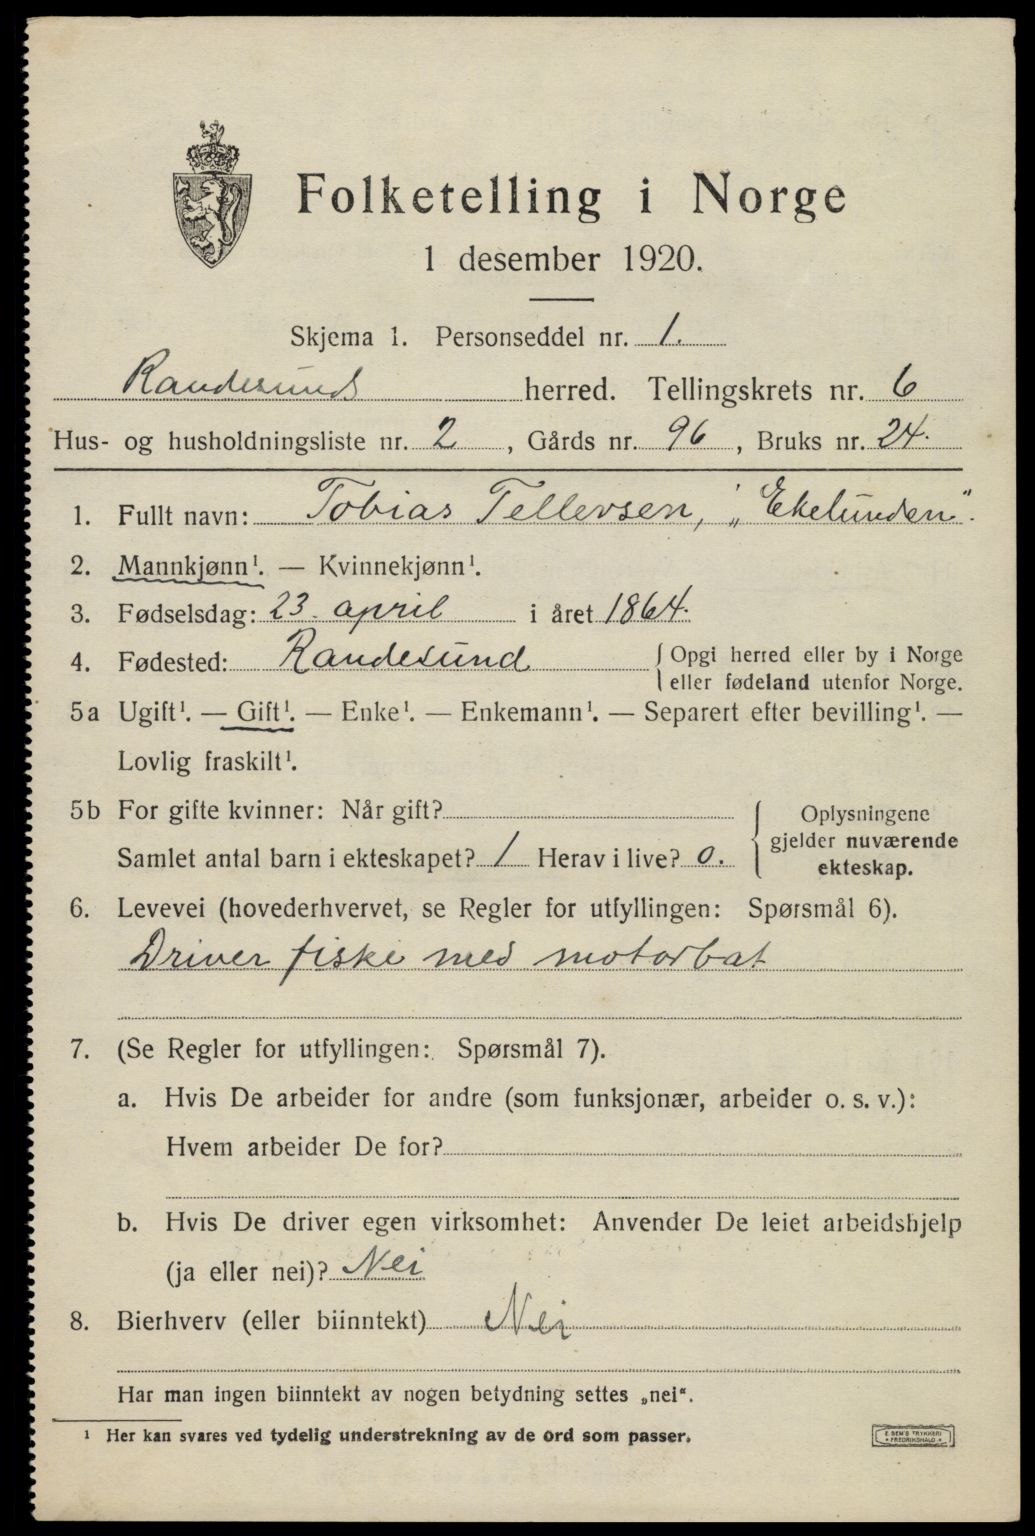 Folketelling i Norge
1 desember 1920.
Skjema 1. Personseddel nr. 1.
Randesunds herred. Tellingskrets nr. 6
Hus- og husholdningsliste nr. 2, Gårds nr. 96, Bruks nr. 24.
1. Fullt navn: Tobias Tellevsen, „Ekelunden“.
2. Mannkjønn¹. — Kvinnekjønn¹.
3. Fødselsdag: 23. april i året 1864.
4. Fødested: Randesund { Opgi herred eller by i Norge
eller fødeland utenfor Norge.
5a Ugift¹. — Gift¹. — Enke¹. — Enkemann¹. — Separert efter bevilling¹. —
Lovlig fraskilt¹.
5b For gifte kvinner: Når gift?
Samlet antal barn i ekteskapet? 1 Herav i live? 0.
Oplysningene
gjelder nuværende
ekteskap.
6. Levevei (hovederhvervet, se Regler for utfyllingen: Spørsmål 6).
Driver fiske med motorbat
7. (Se Regler for utfyllingen: Spørsmål 7).
a. Hvis De arbeider for andre (som funksjonær, arbeider o. s. v.):
Hvem arbeider De for?
b. Hvis De driver egen virksomhet: Anvender De leiet arbeidshjelp
(ja eller nei)? Nei
8. Bierhverv (eller biinntekt) Nei
Har man ingen biinntekt av nogen betydning settes „nei“.
¹ Her kan svares ved tydelig understrekning av de ord som passer.
E. SEM'S TRYKKERI
FREDRIKSHALD